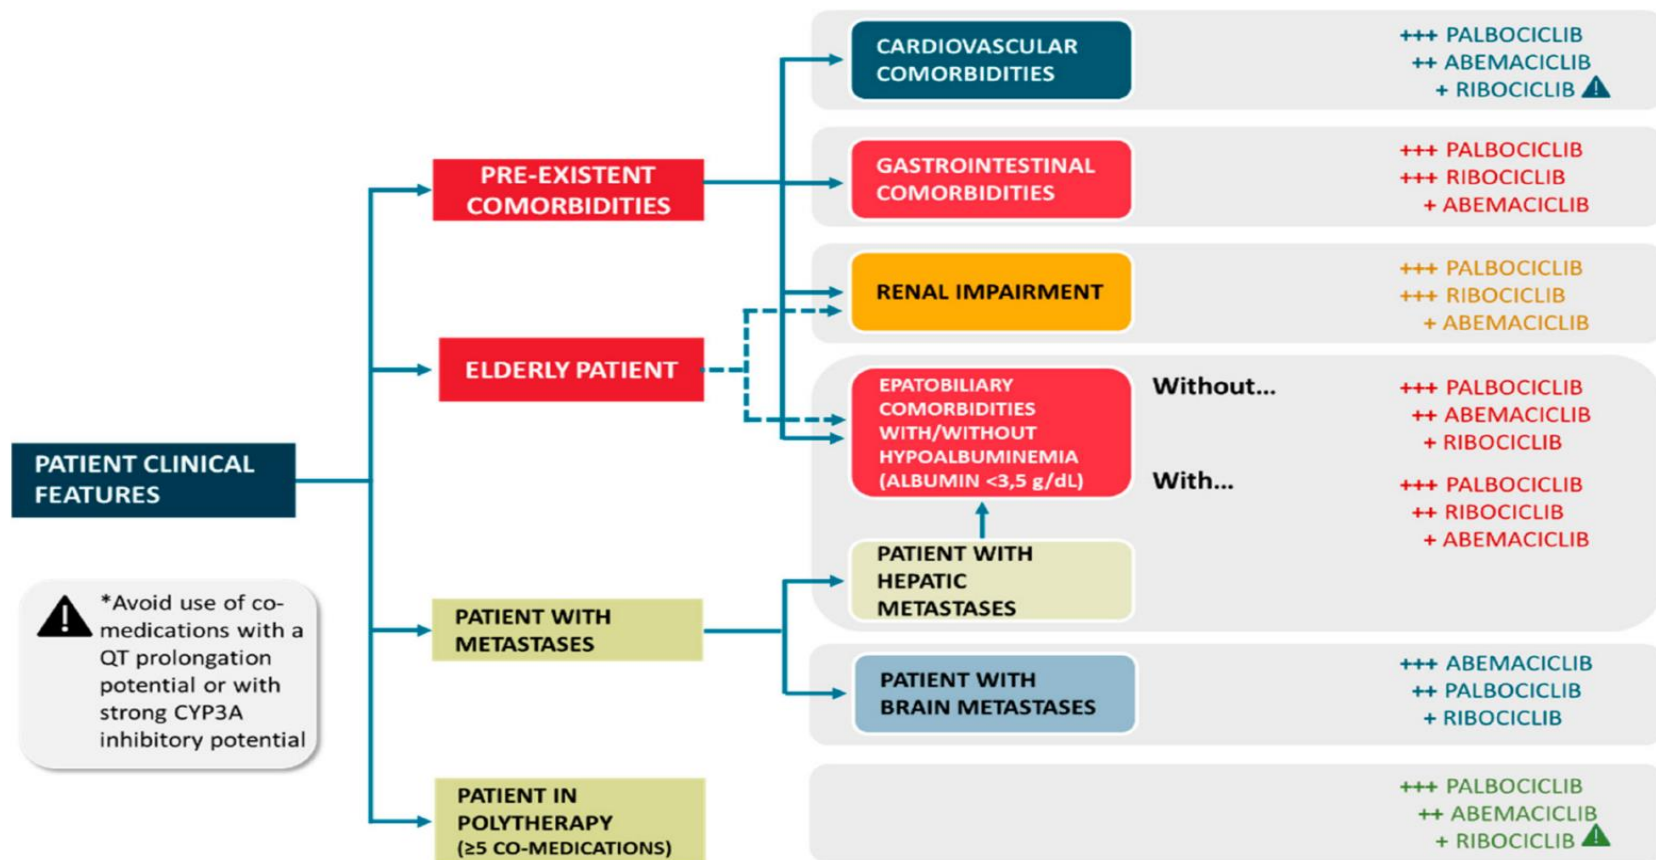 PATIENT CLINICAL
FEATURES
*Avoid use of co-
medications with a
QT prolongation
potential or with
strong CYP3A
inhibitory potential
PRE-EXISTENT
COMORBIDITIES
ELDERLY PATIENT
PATIENT WITH
METASTASES
PATIENT IN
POLYTHERAPY
(≥5 CO-MEDICATIONS)
CARDIOVASCULAR
COMORBIDITIES
+++ PALBOCICLIB
++ ABEMACICLIB
+ RIBOCICLIB
GASTROINTESTINAL
COMORBIDITIES
+++ PALBOCICLIB
+++ RIBOCICLIB
+ ABEMACICLIB
RENAL IMPAIRMENT
+++ PALBOCICLIB
+++ RIBOCICLIB
+ ABEMACICLIB
EPATOBILIARY
COMORBIDITIES
WITH/WITHOUT
HYPOALBUMINEMIA
(ALBUMIN <3,5 g/dL)
Without...
+++ PALBOCICLIB
++ ABEMACICLIB
+ RIBOCICLIB
With...
+++ PALBOCICLIB
++ RIBOCICLIB
+ ABEMACICLIB
PATIENT WITH
HEPATIC
METASTASES
PATIENT WITH
BRAIN METASTASES
+++ ABEMACICLIB
++ PALBOCICLIB
+ RIBOCICLIB
+++ PALBOCICLIB
++ ABEMACICLIB
+ RIBOCICLIB